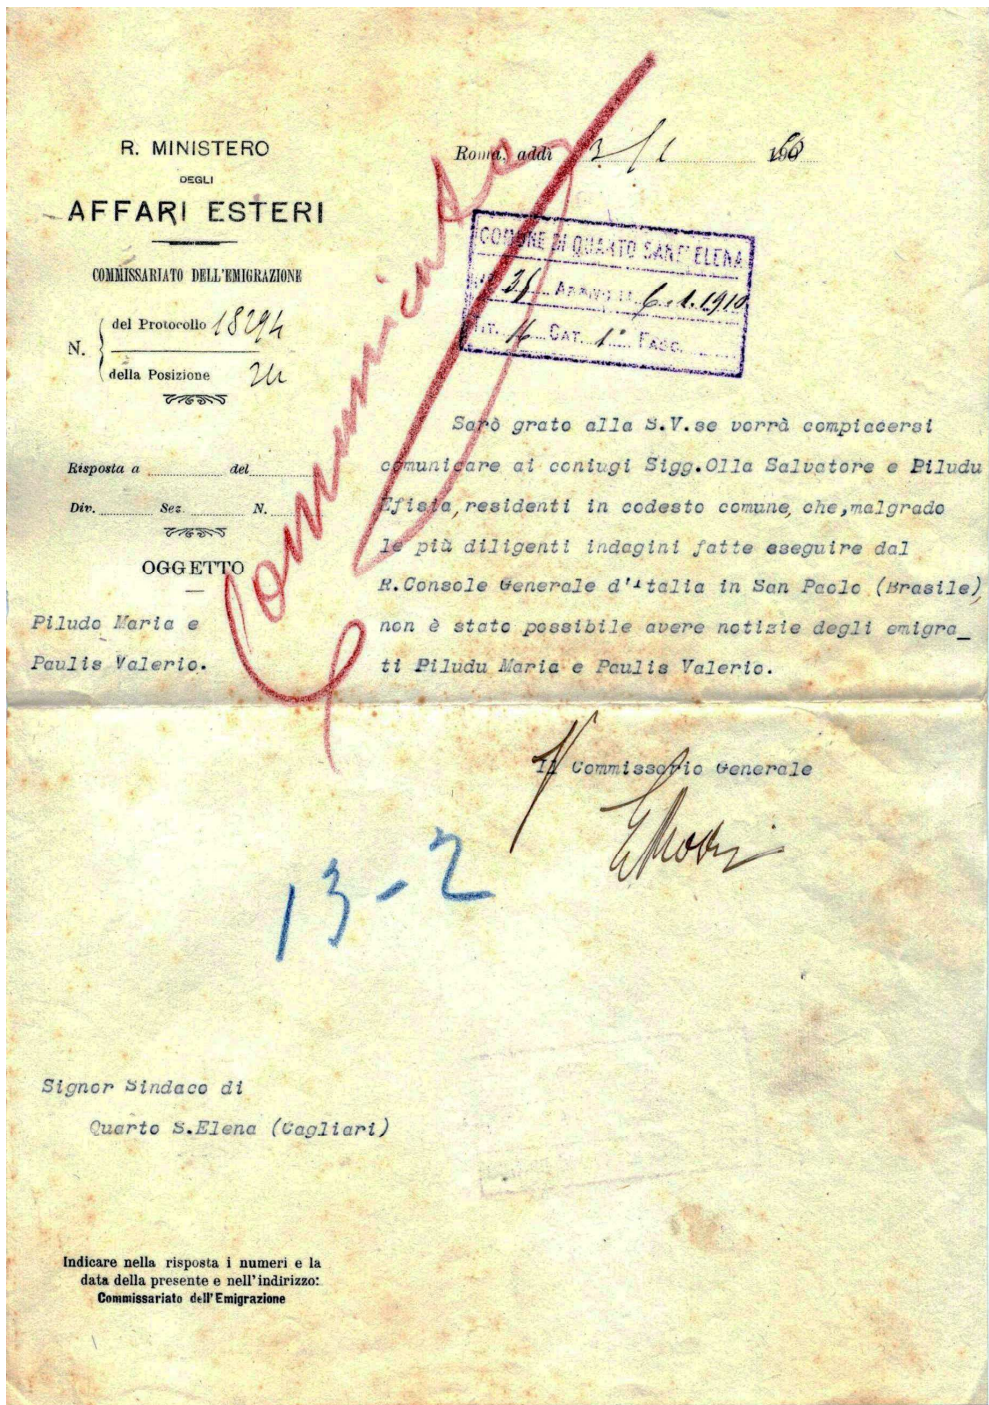 R. MINISTERO
DEGLI
AFFARI ESTERI
COMMISSARIATO DELL'EMIGRAZIONE
N.
del Protocollo 18294
della Posizione
Risposta a del
Div. Sez. N.
OGGETTO
Piludo Maria e
Paulis Valerio.
Roma, addì 3/1
COMUNE DI QUARTO SANT'ELENA
N° 35 ARRIVO IL 6.1.1910
TIT. CAT. 1° FASC.
Comunicato
Sarò grato alla S.V.se vorrà compiacersi
comunicare ai coniugi Sigg.Olla Salvatore e Piludu
Efisia, residenti in codesto comune, che,malgrado
le più diligenti indagini fatte eseguire dal
R.Console Generale d'Italia in San Paolo (Brasile),
non è stato possibile avere notizie degli emigra_
ti Piludu Maria e Paulis Valerio.
Il Commissario Generale
13-2
Signor Sindaco di
Quarto S.Elena (Cagliari)
Indicare nella risposta i numeri e la
data della presente e nell'indirizzo:
Commissariato dell'Emigrazione